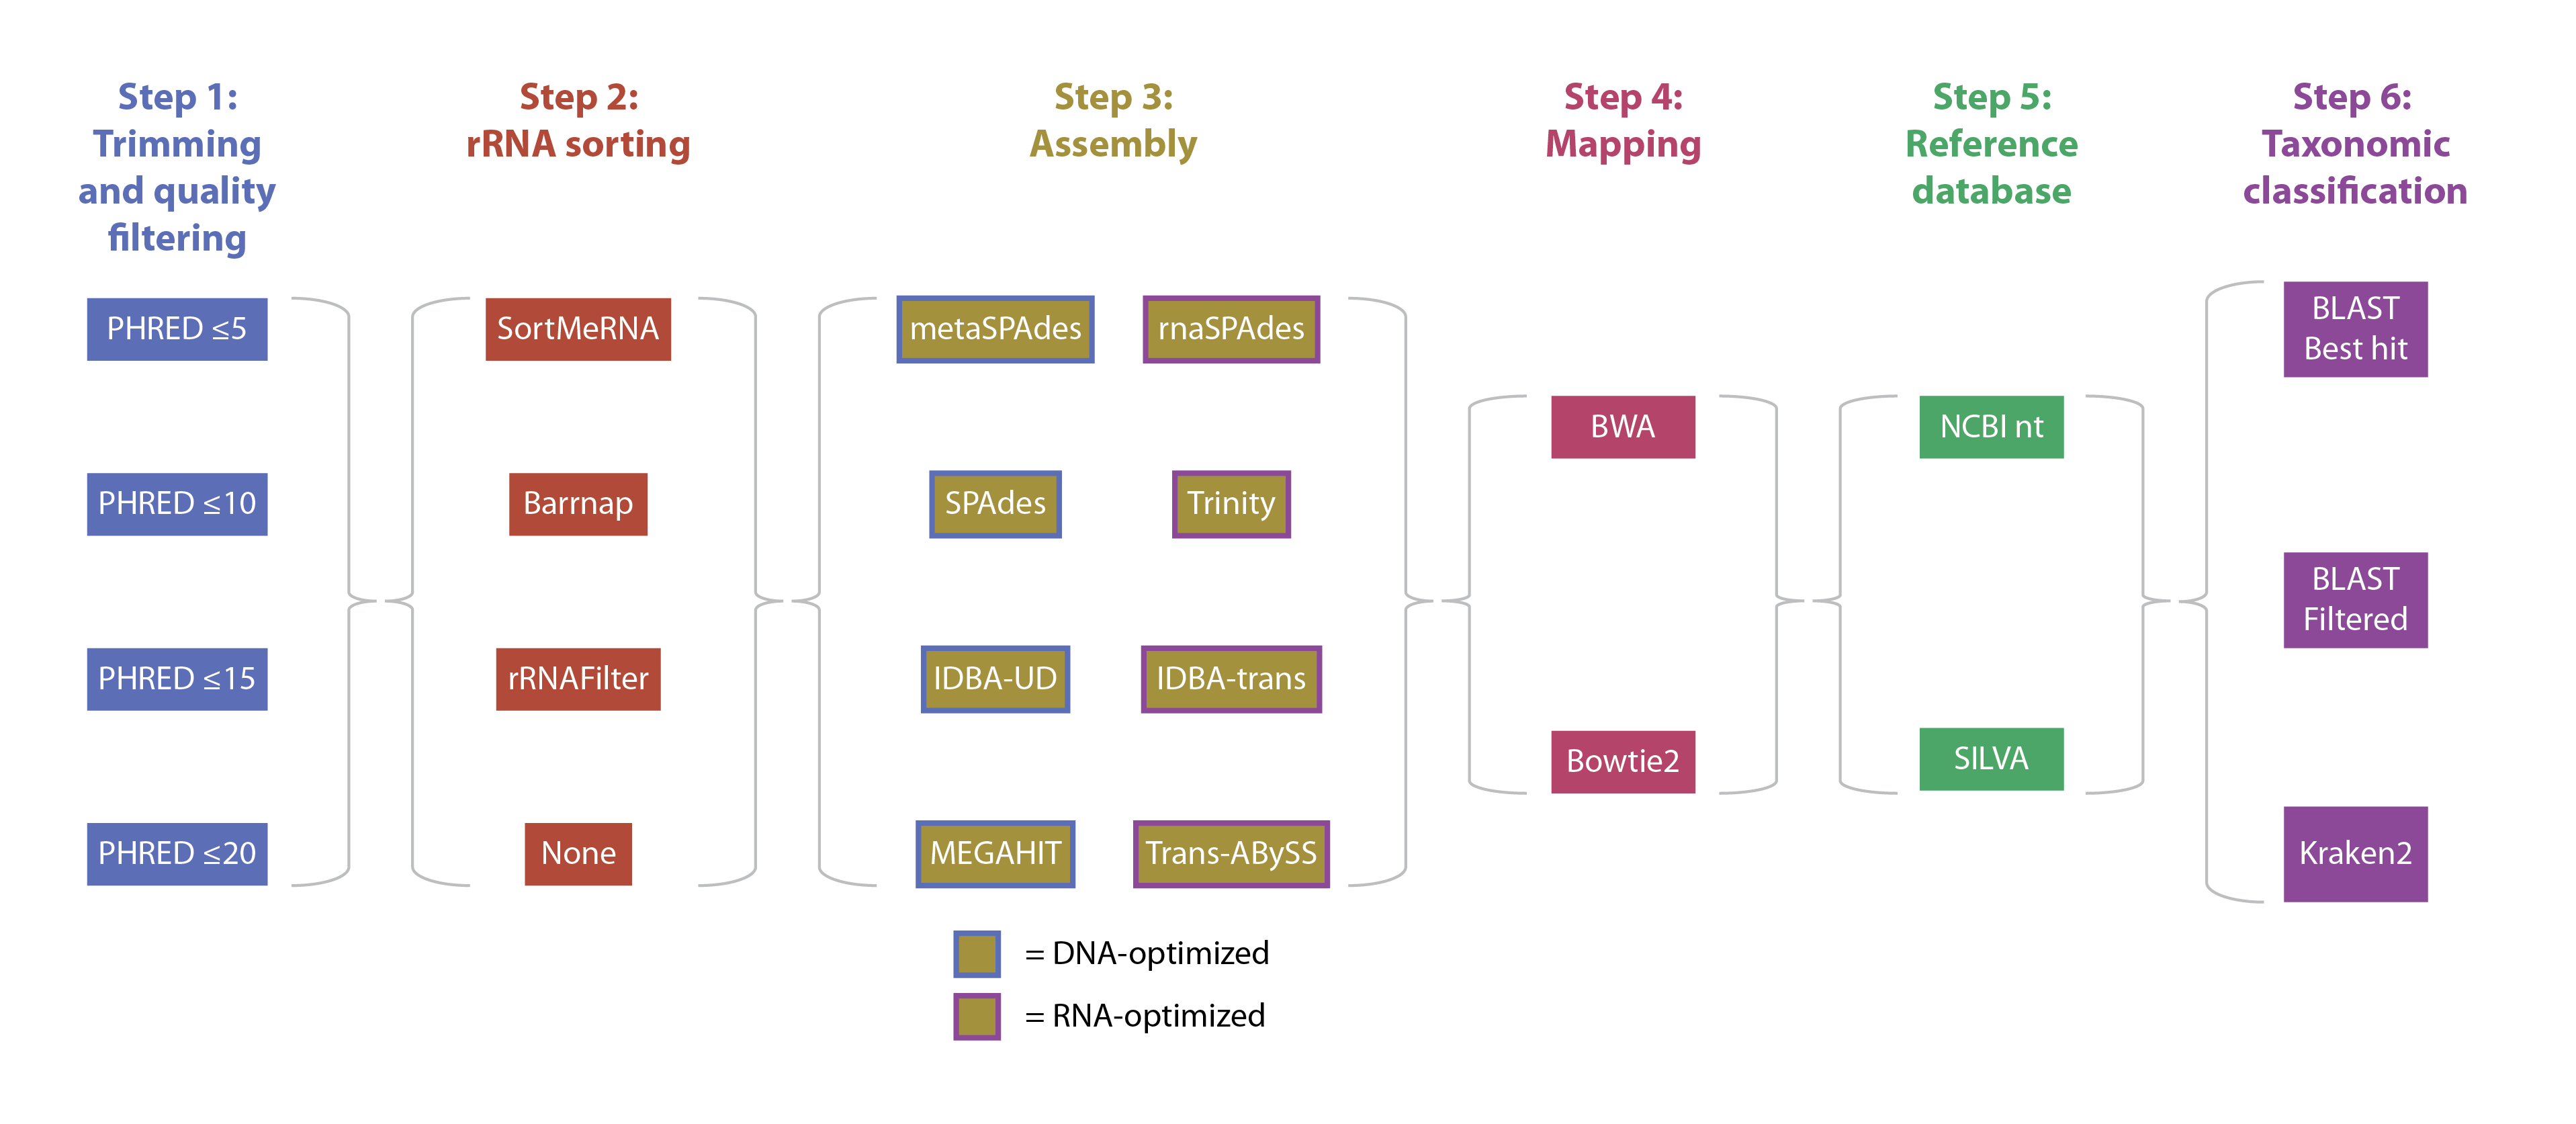 Step 1:
Trimming
and quality
filtering
Step 2:
rRNA sorting
Step 3:
Assembly
Step 4:
Mapping
Step 5:
Reference
database
Step 6:
Taxonomic
classification
PHRED ≤5
PHRED ≤10
PHRED ≤15
PHRED ≤20
SortMeRNA
Barrnap
rRNAFilter
None
metaSPAdes
rnaSPAdes
SPAdes
Trinity
IDBA-UD
IDBA-trans
MEGAHIT
Trans-ABySS
= DNA-optimized
= RNA-optimized
BWA
Bowtie2
NCBI nt
SILVA
BLAST
Best hit
BLAST
Filtered
Kraken2